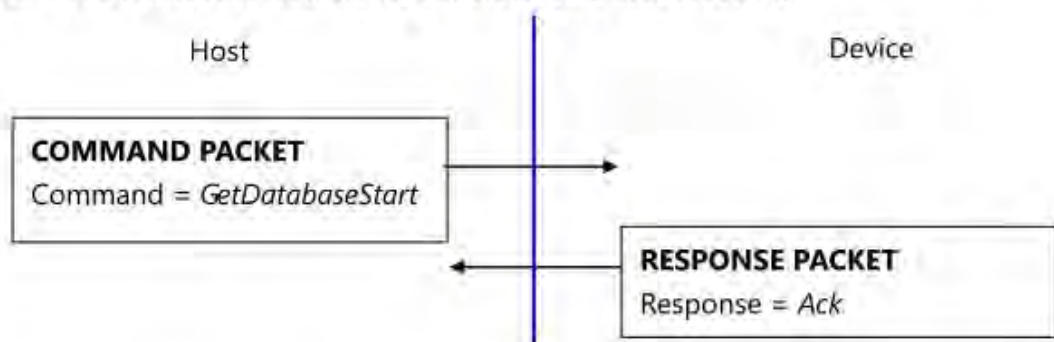 Host
Device
COMMAND PACKET
Command = GetDatabaseStart
RESPONSE PACKET
Response = Ack